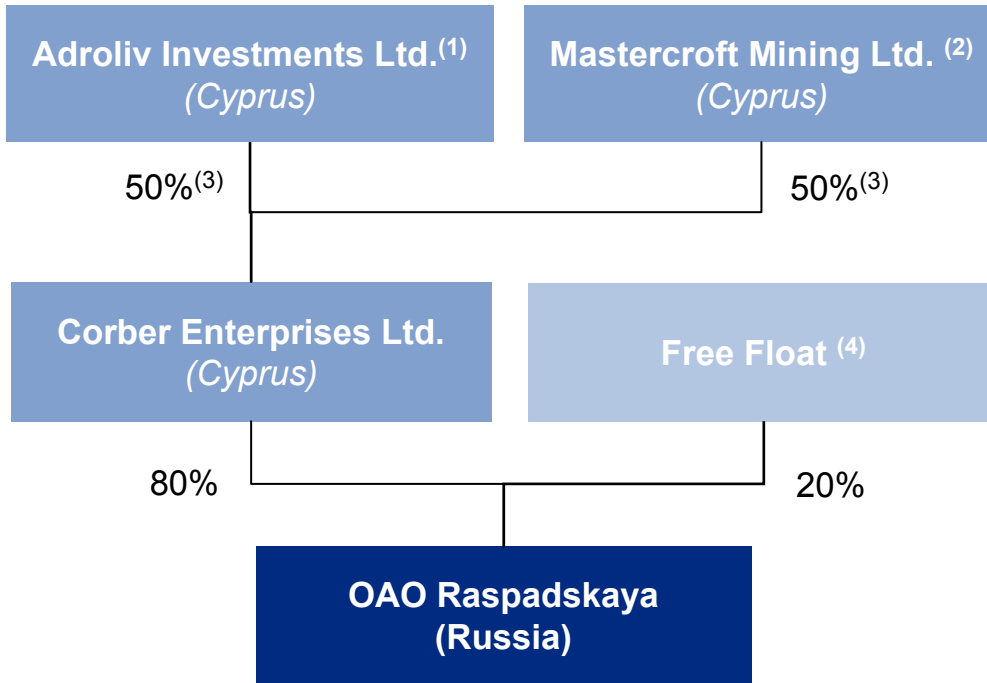 Adroliv Investments Ltd.(1)
(Cyprus)
Mastercroft Mining Ltd. (2)
(Cyprus)
50%(3)
50%(3)
Corber Enterprises Ltd.
(Cyprus)
Free Float (4)
80%
20%
OAO Raspadskaya
(Russia)